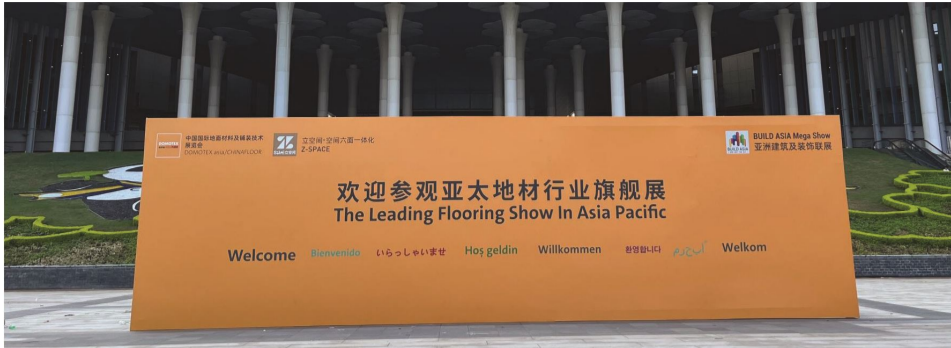 DOMOTEX
中国国际地面材料及铺装技术
展览会
DOMOTEX asia/CHINAFLOOR
立空间·空间六面一体化
Z-SPACE
BUILD ASIA
BUILD ASIA Mega Show
亚洲建筑及装饰联展
欢迎参观亚太地材行业旗舰展
The Leading Flooring Show In Asia Pacific
Welcome Bienvenido いらっしゃいませ Hoş geldin Willkommen 환영합니다 Welkom